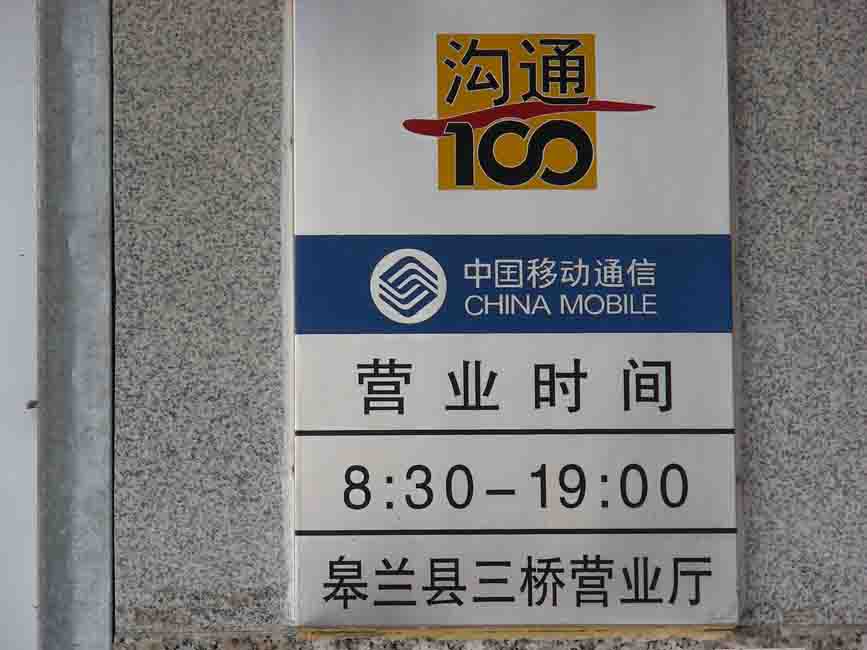 沟通
100
中国移动通信
CHINA MOBILE
营业时间
8:30-19:00
皋兰县三桥营业厅